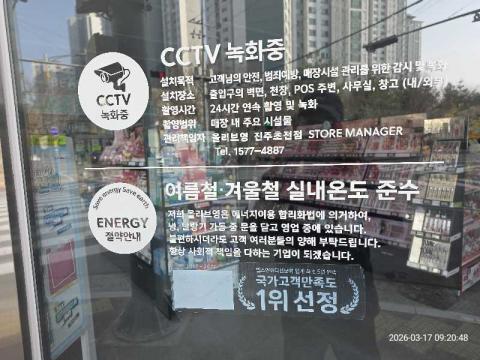 CCTV 녹화중
CCTV
녹화중
설치목적 고객님의 안전, 범죄예방, 매장시설 관리를 위한 감시 및 녹화
설치장소 출입구의 벽면, 천장, POS 주변, 사무실, 창고 (내/외부)
촬영시간 24시간 연속 촬영 및 녹화
촬영범위 매장 내 주요 시설물
관리책임자 올리브영 진주초전점 STORE MANAGER
Tel. 1577-4887
Save energy Save earth
ENERGY
절약안내
여름철·겨울철 실내온도 준수
저희 올리브영은 에너지이용 합리화법에 의거하여,
냉, 난방기 가동 중 문을 닫고 영업 중에 있습니다.
불편하시더라도 고객 여러분들의 양해 부탁드립니다.
항상 사회적 책임을 다하는 기업이 되겠습니다.
국가고객만족도
1위 선정
2026-03-17 09:20:48